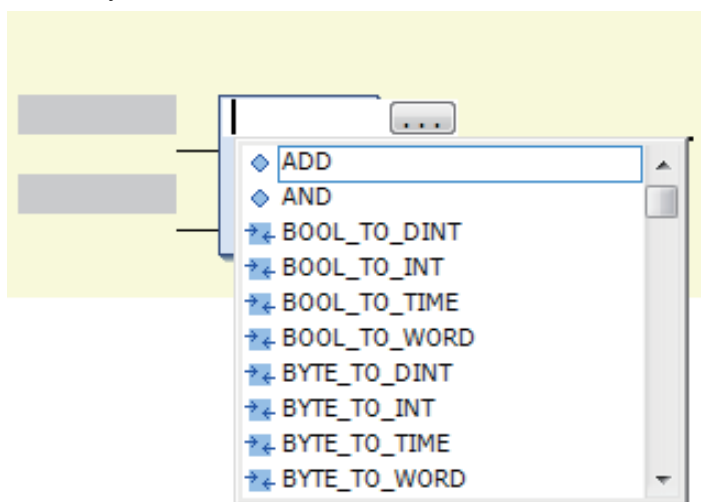 ...
ADD
AND
BOOL_TO_DINT
BOOL_TO_INT
BOOL_TO_TIME
BOOL_TO_WORD
BYTE_TO_DINT
BYTE_TO_INT
BYTE_TO_TIME
BYTE_TO_WORD